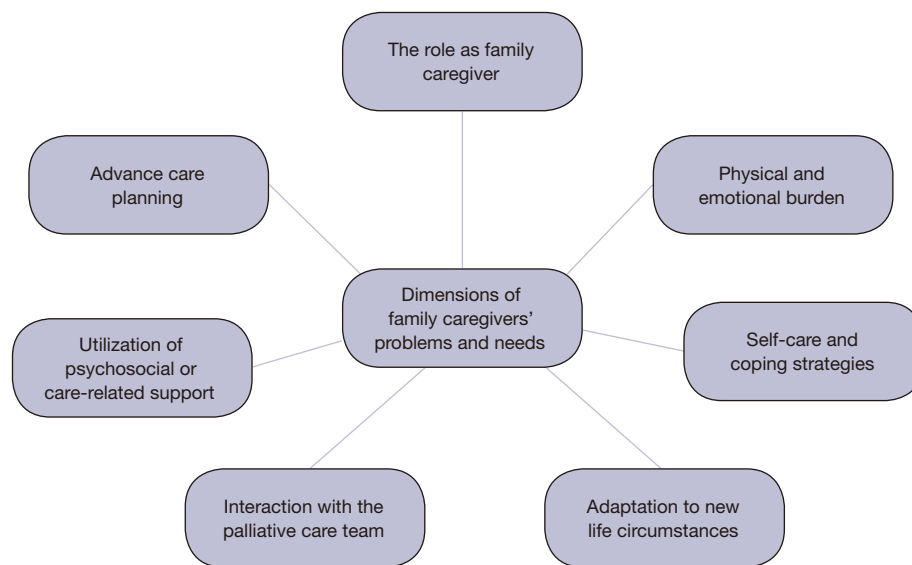 The role as family
caregiver
Advance care
planning
Physical and
emotional burden
Dimensions of
family caregivers’
problems and needs
Utilization of
psychosocial or
care-related support
Self-care and
coping strategies
Interaction with the
palliative care team
Adaptation to new
life circumstances